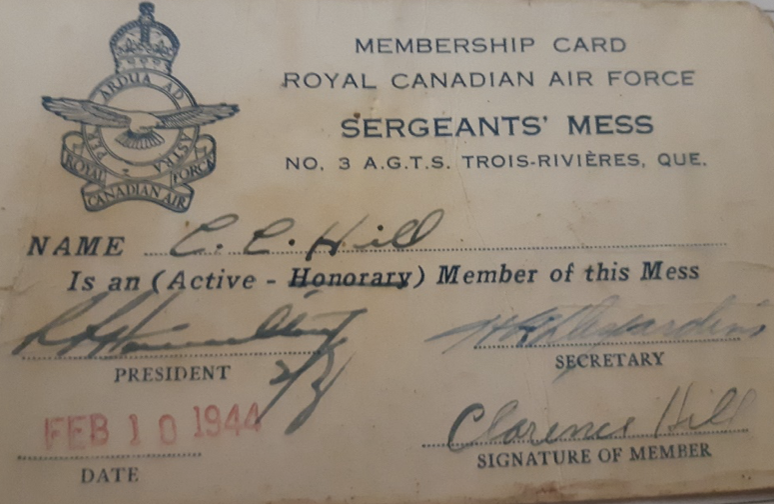 MEMBERSHIP CARD
ROYAL CANADIAN AIR FORCE
SERGEANTS' MESS
NO. 3 A.G.T.S. TROIS-RIVIÈRES, QUE.
PER ARDUA AD ASTRA
ROYAL CANADIAN AIR FORCE
NAME C. C. Hill
Is an (Active - Honorary) Member of this Mess
PRESIDENT
SECRETARY
FEB 10 1944
Clarence Hill
DATE
SIGNATURE OF MEMBER